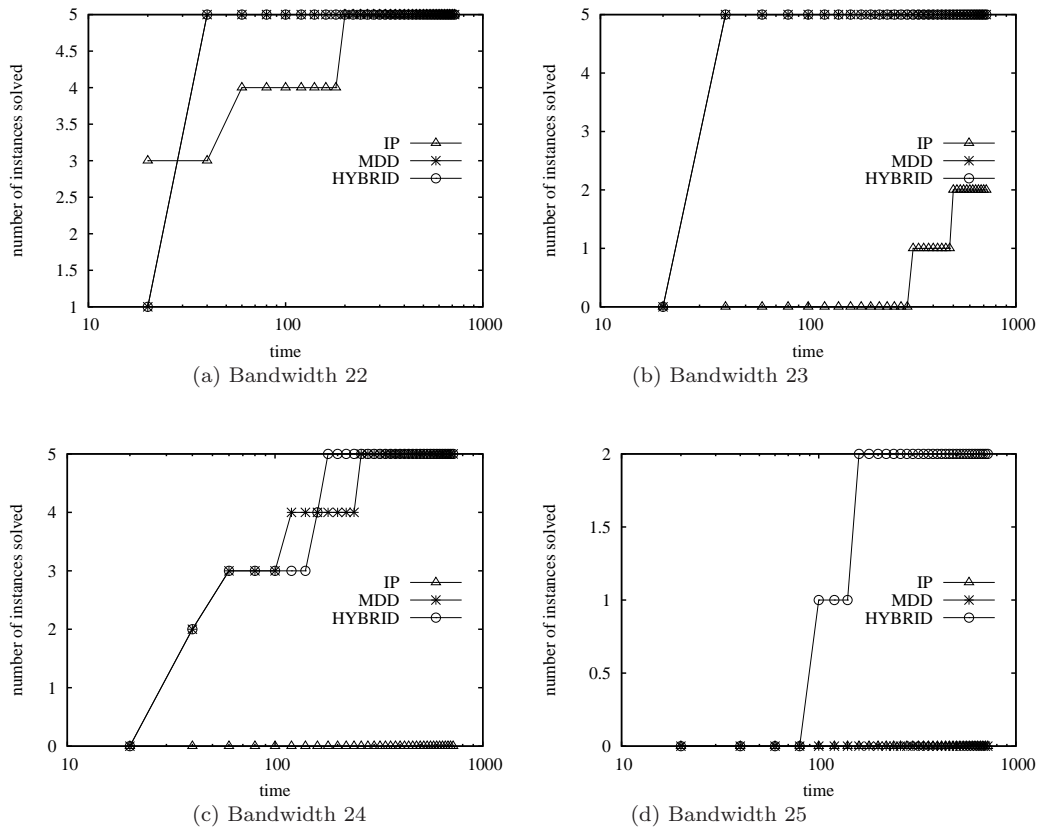 5
4.5
4
3.5
3
2.5
2
1.5
1
number of instances solved
IP
MDD
HYBRID
10
100
1000
time
(a) Bandwidth 22
5
4
3
2
1
0
number of instances solved
IP
MDD
HYBRID
10
100
1000
time
(b) Bandwidth 23
5
4
3
2
1
0
number of instances solved
IP
MDD
HYBRID
10
100
1000
time
(c) Bandwidth 24
2
1.5
1
0.5
0
number of instances solved
IP
MDD
HYBRID
10
100
1000
time
(d) Bandwidth 25